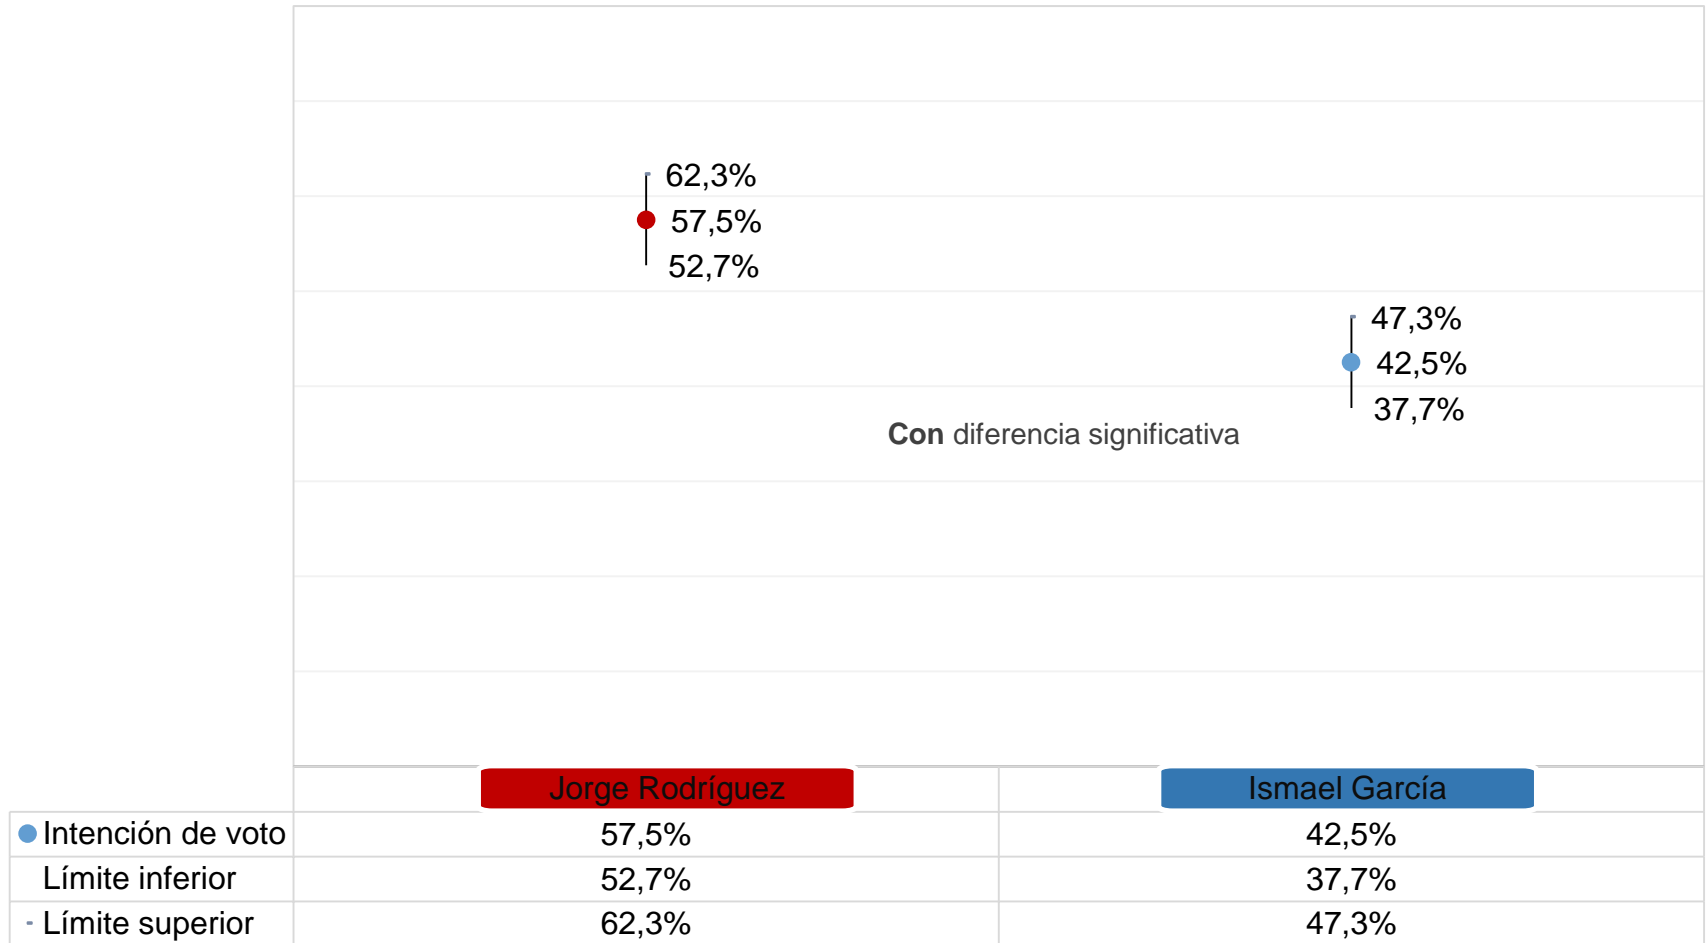 62,3%
57,5%
52,7%
47,3%
42,5%
37,7%
Con diferencia significativa
Jorge Rodríguez Ismael García
Intención de voto 57,5% 42,5%
Límite inferior 52,7% 37,7%
Límite superior 62,3% 47,3%